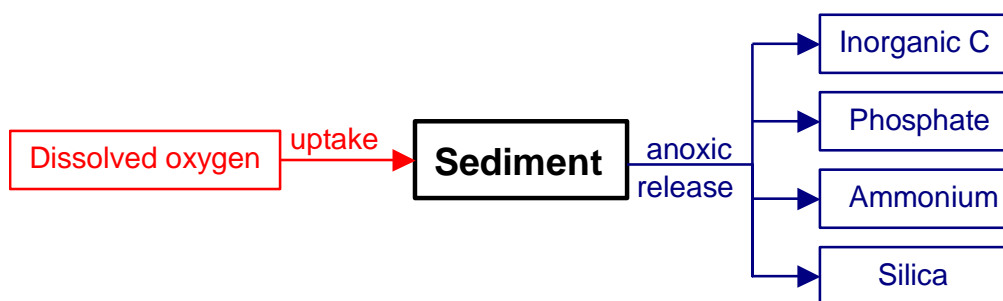 Inorganic C
Phosphate
Dissolved oxygen
uptake
Sediment
anoxic
release
Ammonium
Silica